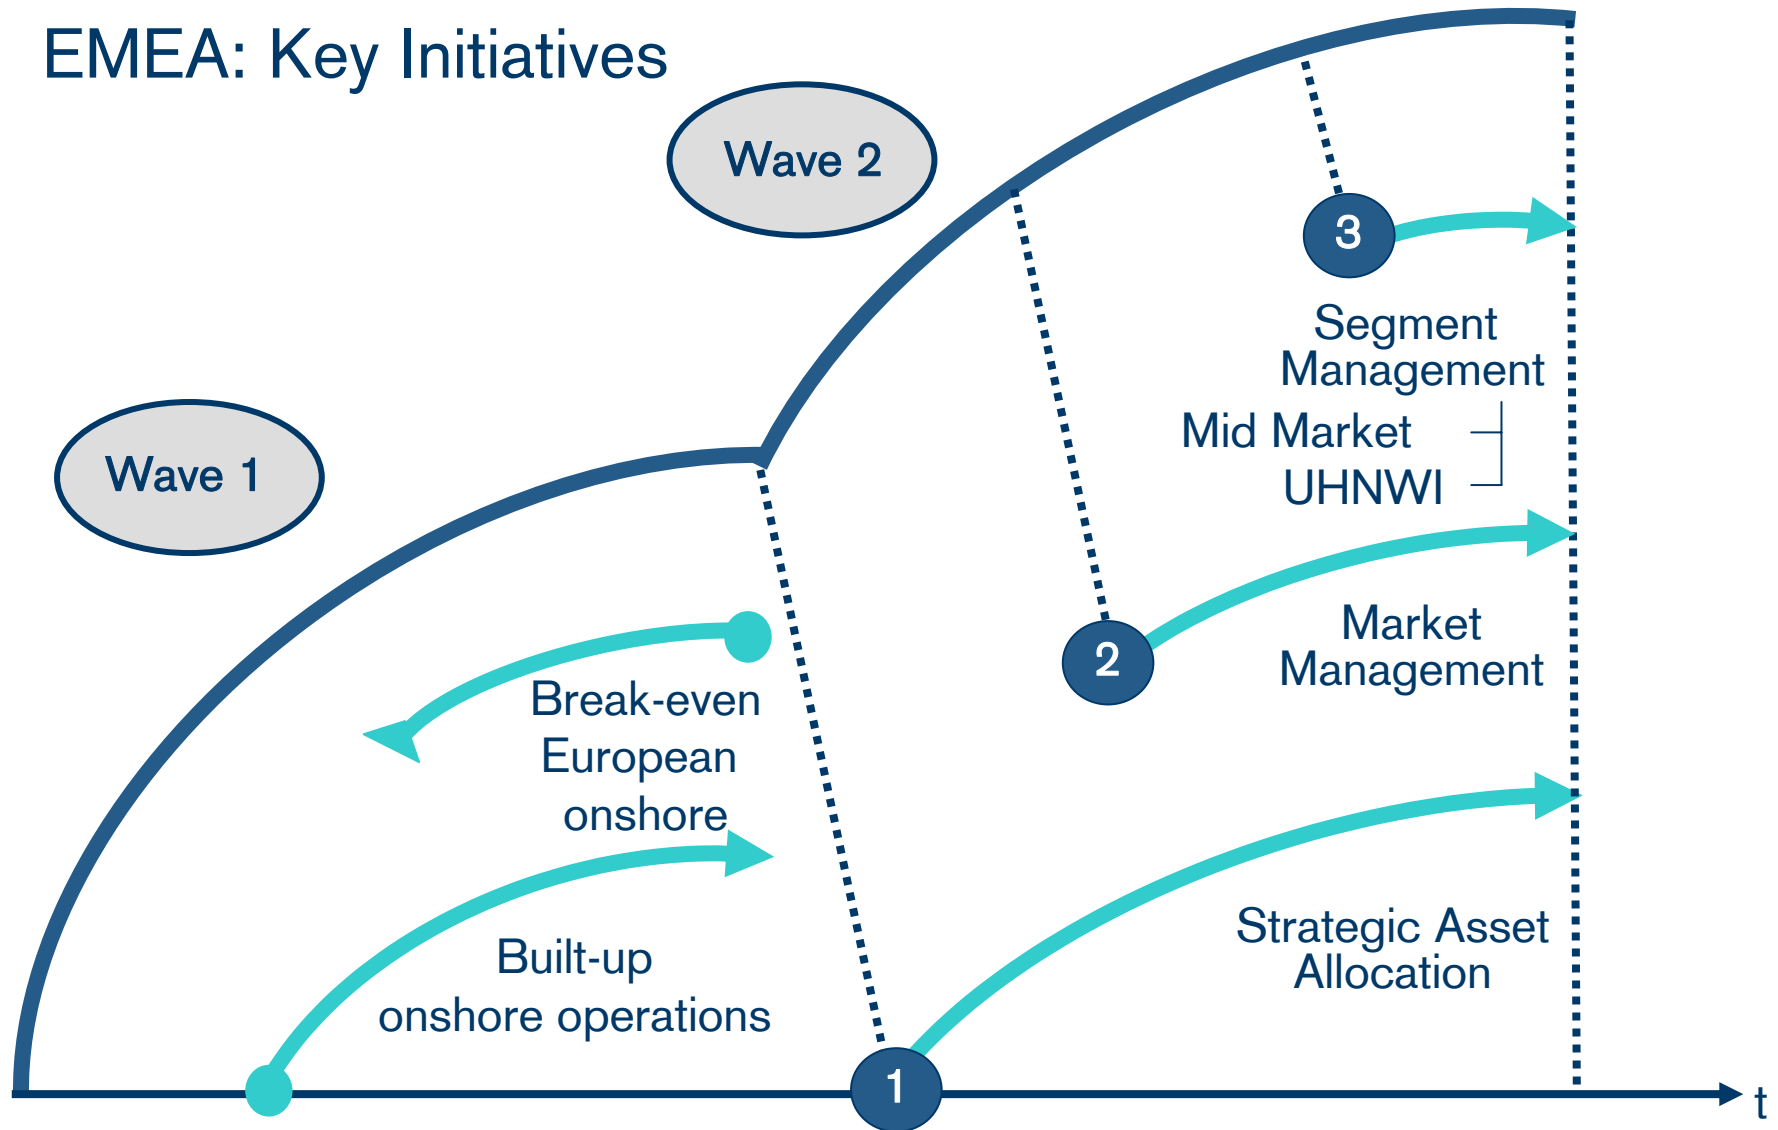 EMEA: Key Initiatives
Wave 2
Wave 1
3
Segment
Management
Mid Market
UHNWI
2
Market
Management
Break-even
European
onshore
Built-up
onshore operations
Strategic Asset
Allocation
1
t